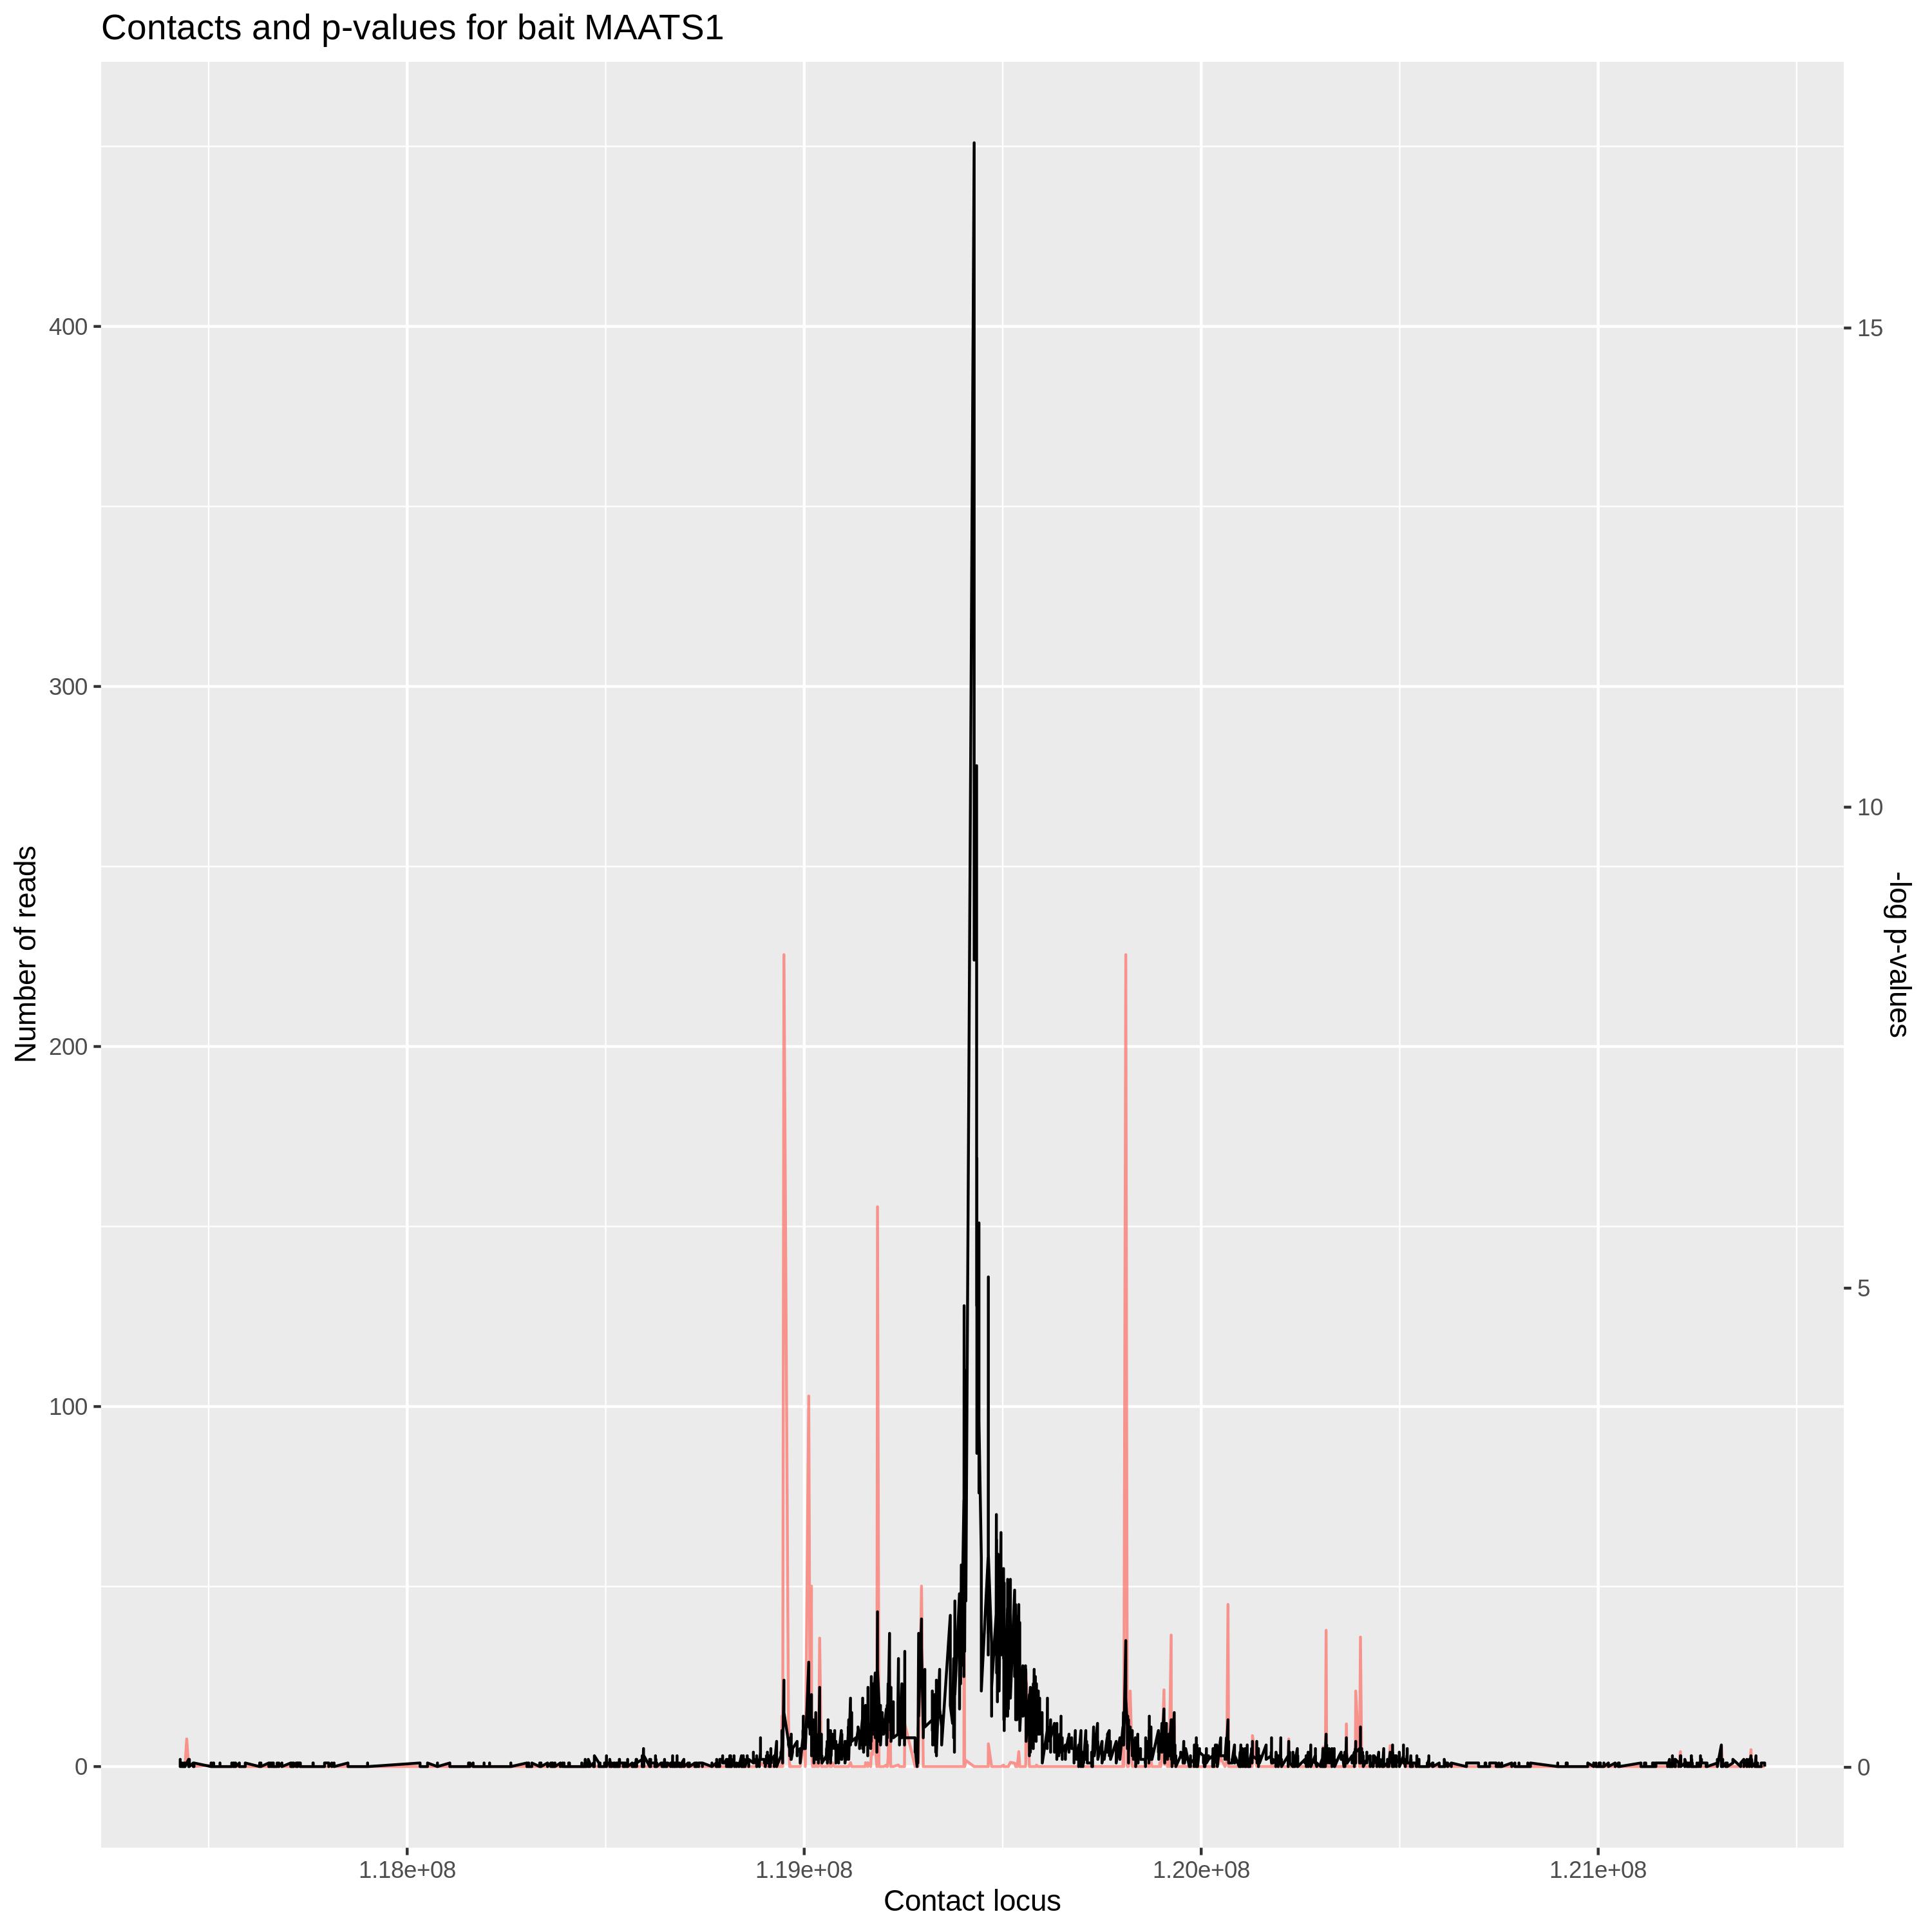 Contacts and p-values for bait MAATS1
Number of reads
400
300
200
100
0
15
10
5
0
-log p-values
1.18e+08
1.19e+08
1.20e+08
1.21e+08
Contact locus